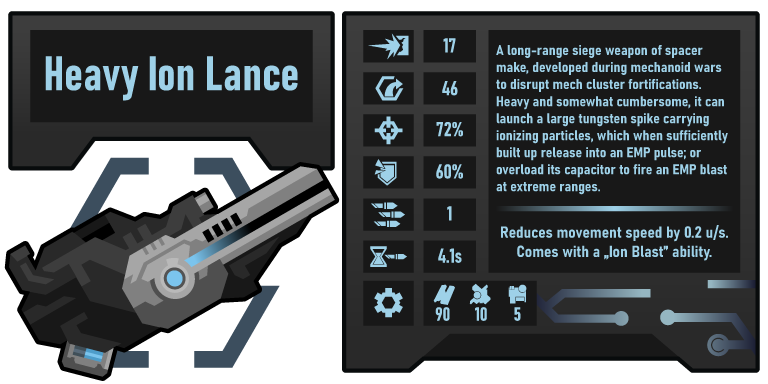 Heavy Ion Lance
17
46
72%
60%
1
4.1s
90 10 5
A long-range siege weapon of spacer
make, developed during mechanoid wars
to disrupt mech cluster fortifications.
Heavy and somewhat cumbersome, it can
launch a large tungsten spike carrying
ionizing particles, which when sufficiently
built up release into an EMP pulse; or
overload its capacitor to fire an EMP blast
at extreme ranges.
Reduces movement speed by 0.2 u/s.
Comes with a „Ion Blast” ability.